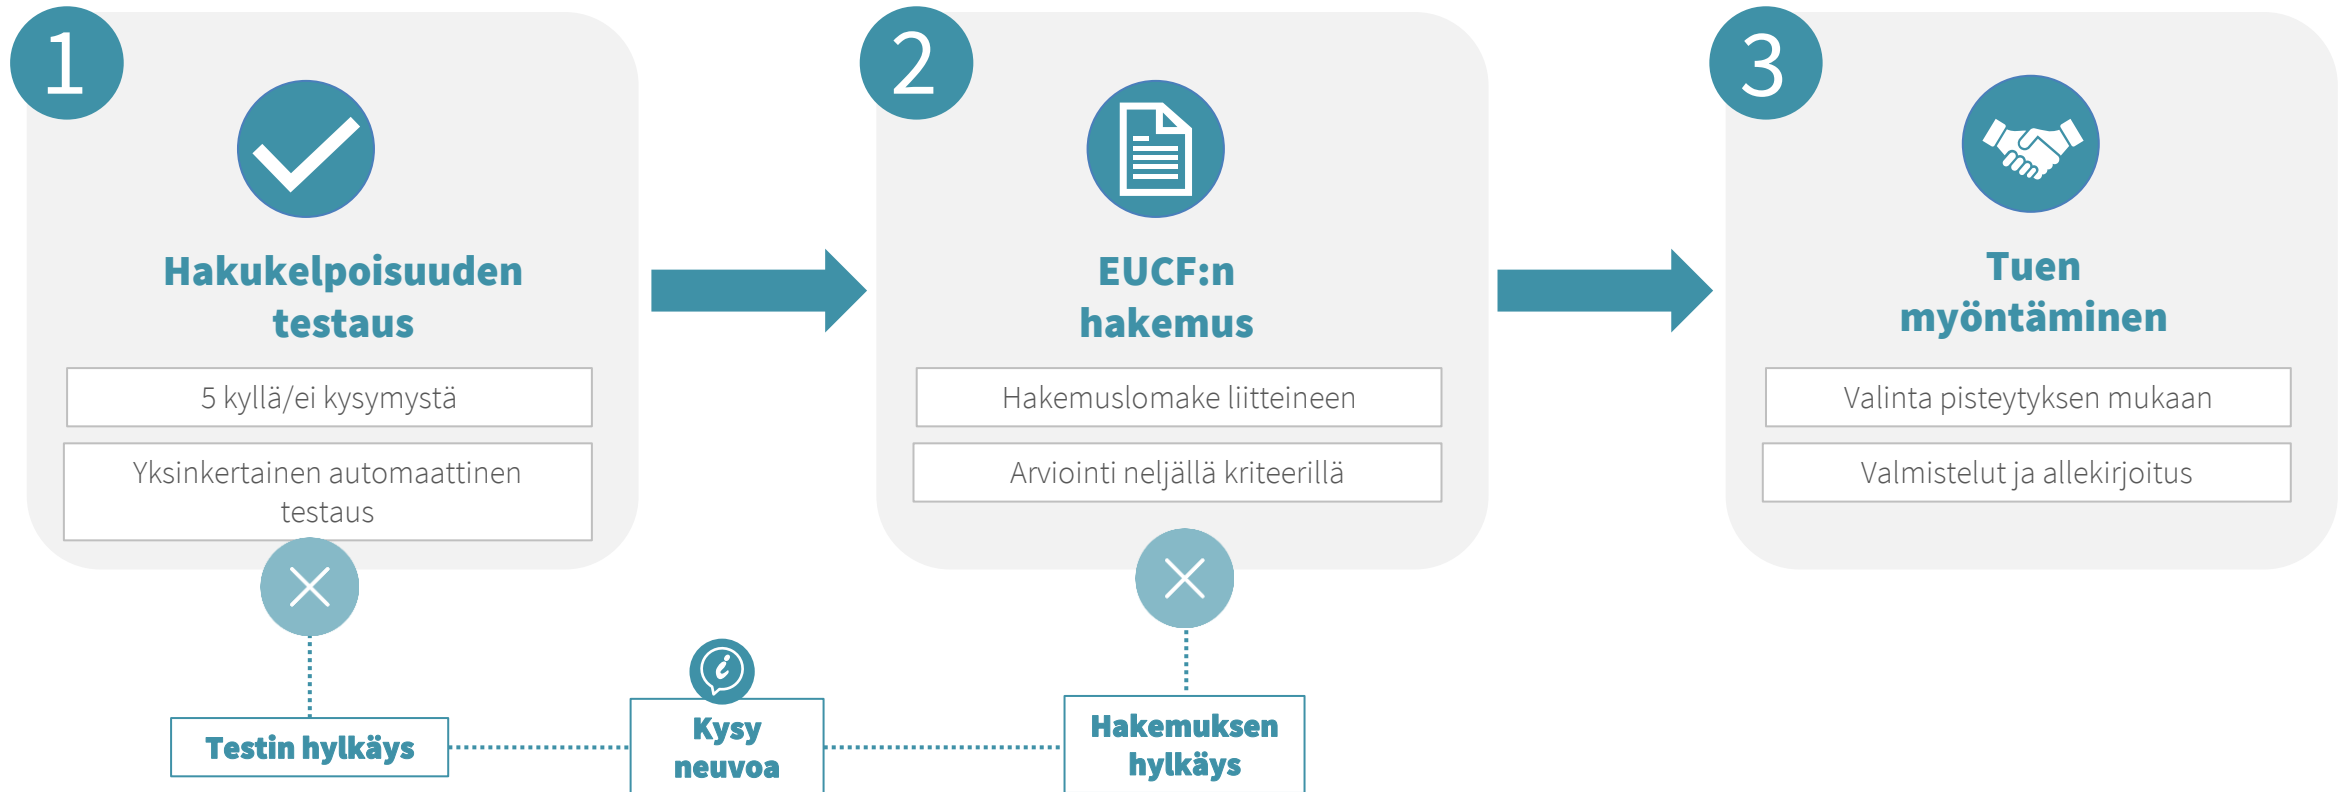 1
Hakukelpoisuuden
testaus
5 kyllä/ei kysymystä
Yksinkertainen automaattinen
testaus
2
EUCF:n
hakemus
Hakemuslomake liitteineen
Arviointi neljällä kriteerillä
3
Tuen
myöntäminen
Valinta pisteytyksen mukaan
Valmistelut ja allekirjoitus
Testin hylkäys
i
Kysy
neuvoa
Hakemuksen
hylkäys